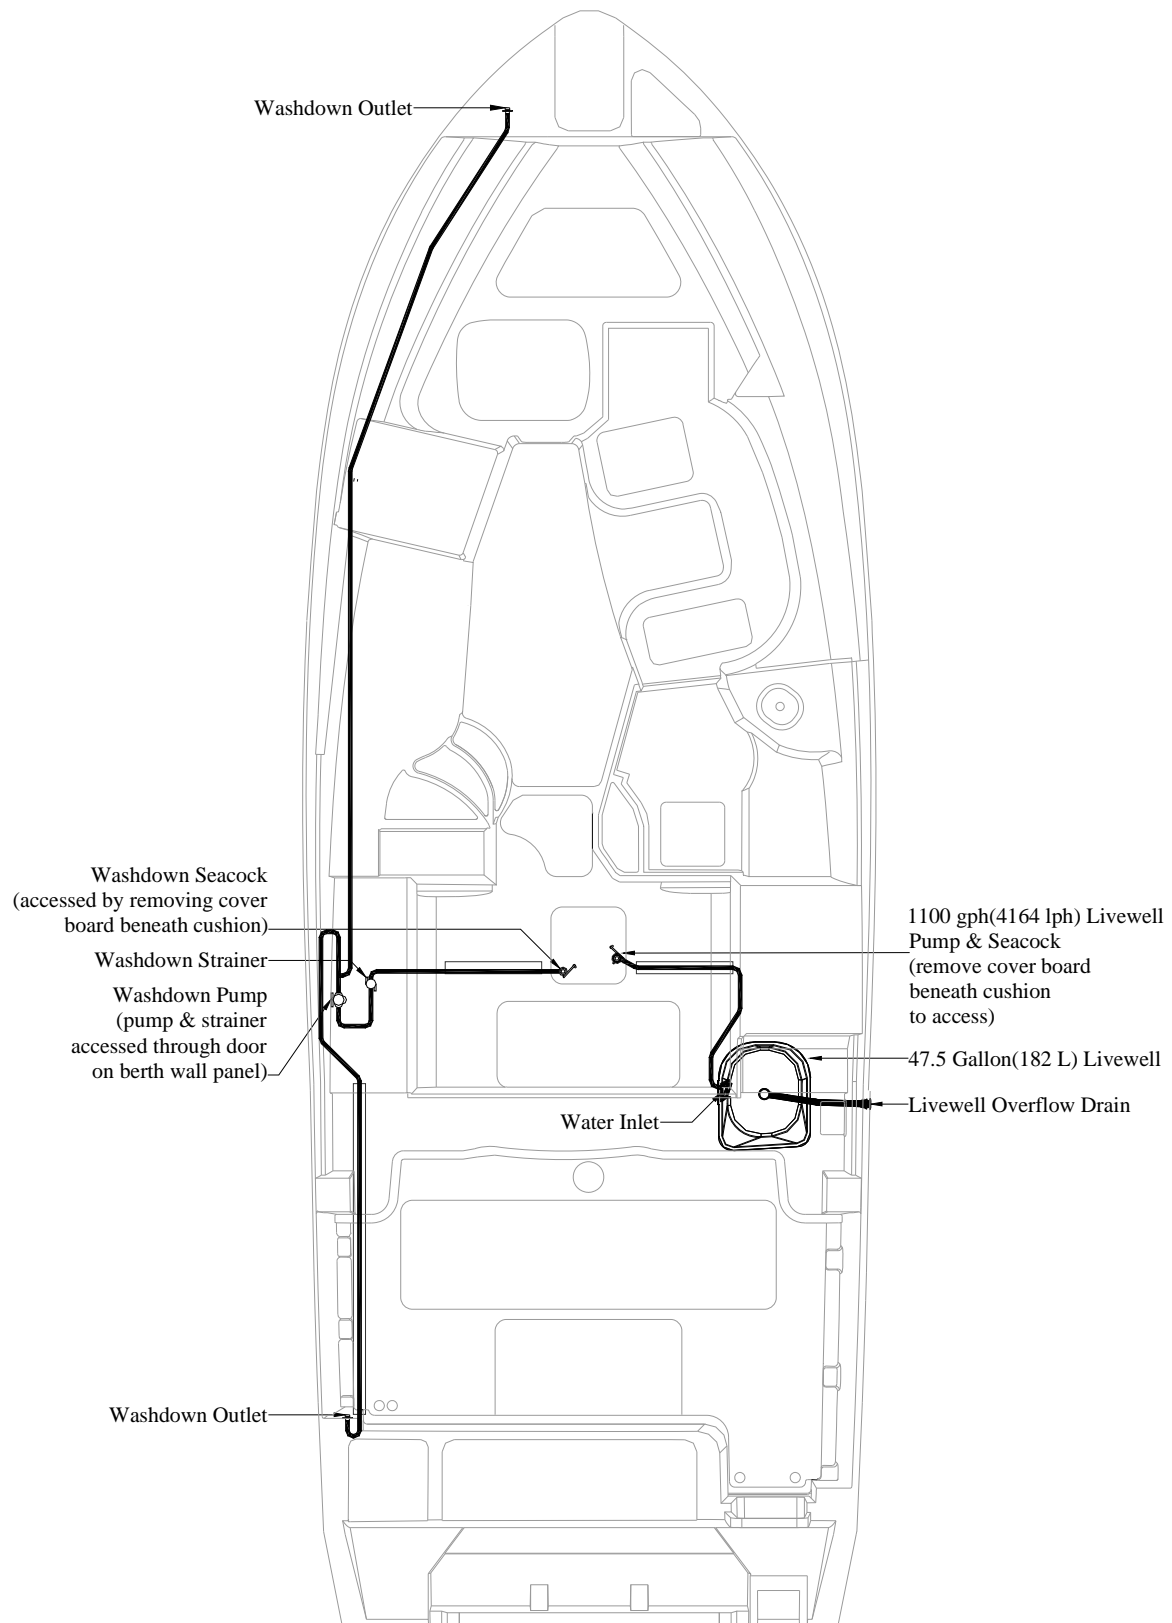 Washdown Outlet
Washdown Seacock
(accessed by removing cover
board beneath cushion)
Washdown Strainer
Washdown Pump
(pump & strainer
accessed through door
on berth wall panel)
1100 gph(4164 lph) Livewell
Pump & Seacock
(remove cover board
beneath cushion
to access)
47.5 Gallon(182 L) Livewell
Livewell Overflow Drain
Water Inlet
Washdown Outlet